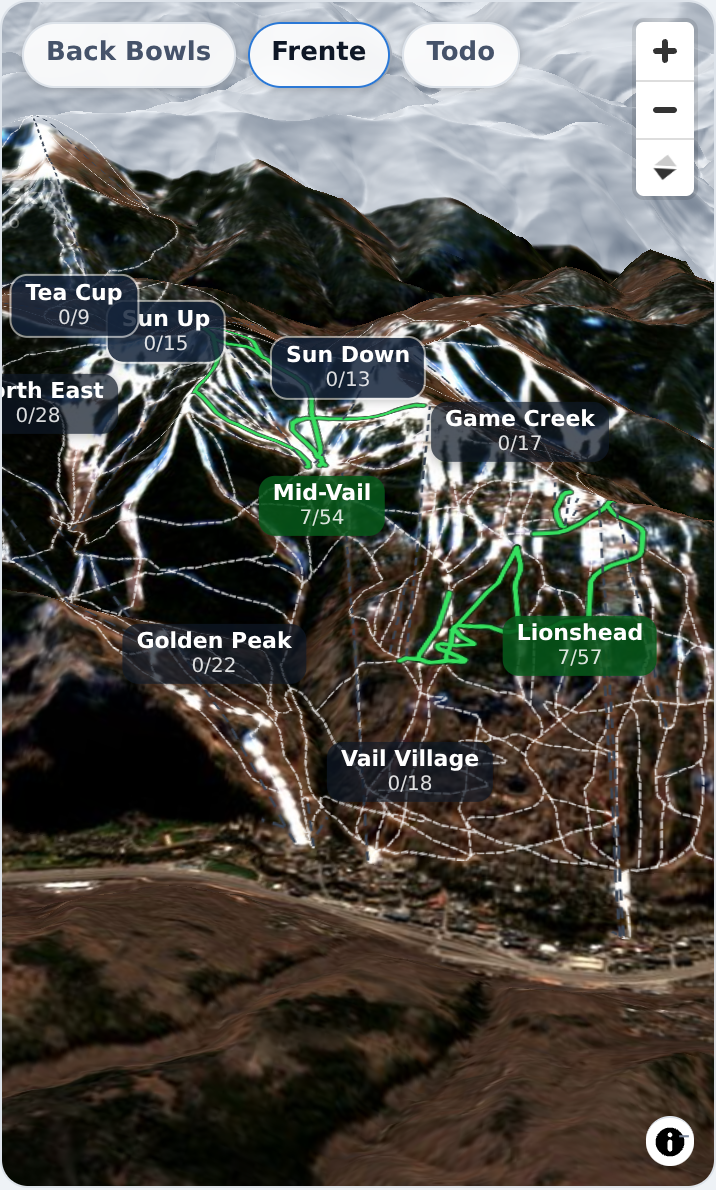 Back Bowls
Frente
Todo
Tea Cup
0/9
Sun Up
0/15
Sun Down
0/13
orth East
0/28
Game Creek
0/17
Mid-Vail
7/54
Lionshead
7/57
Golden Peak
0/22
Vail Village
0/18